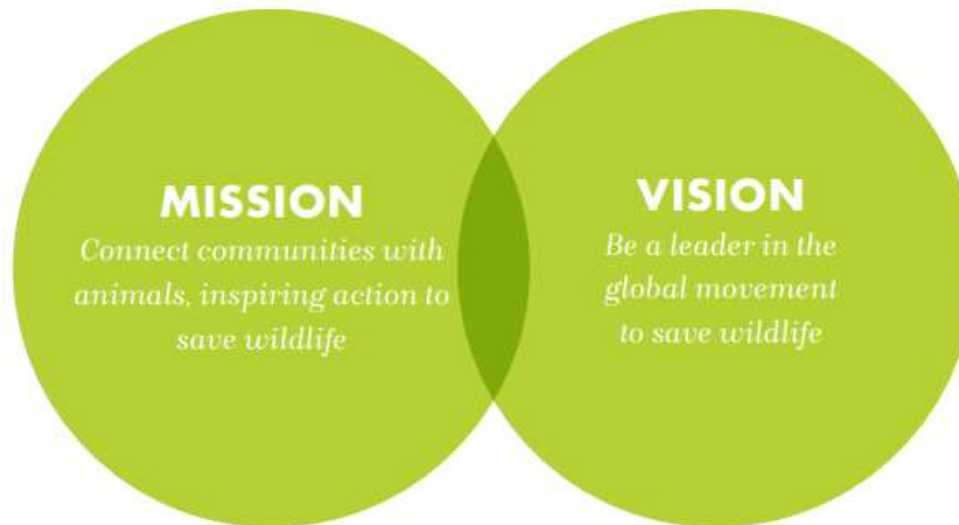 MISSION
Connect communities with
animals, inspiring action to
save wildlife
VISION
Be a leader in the
global movement
to save wildlife